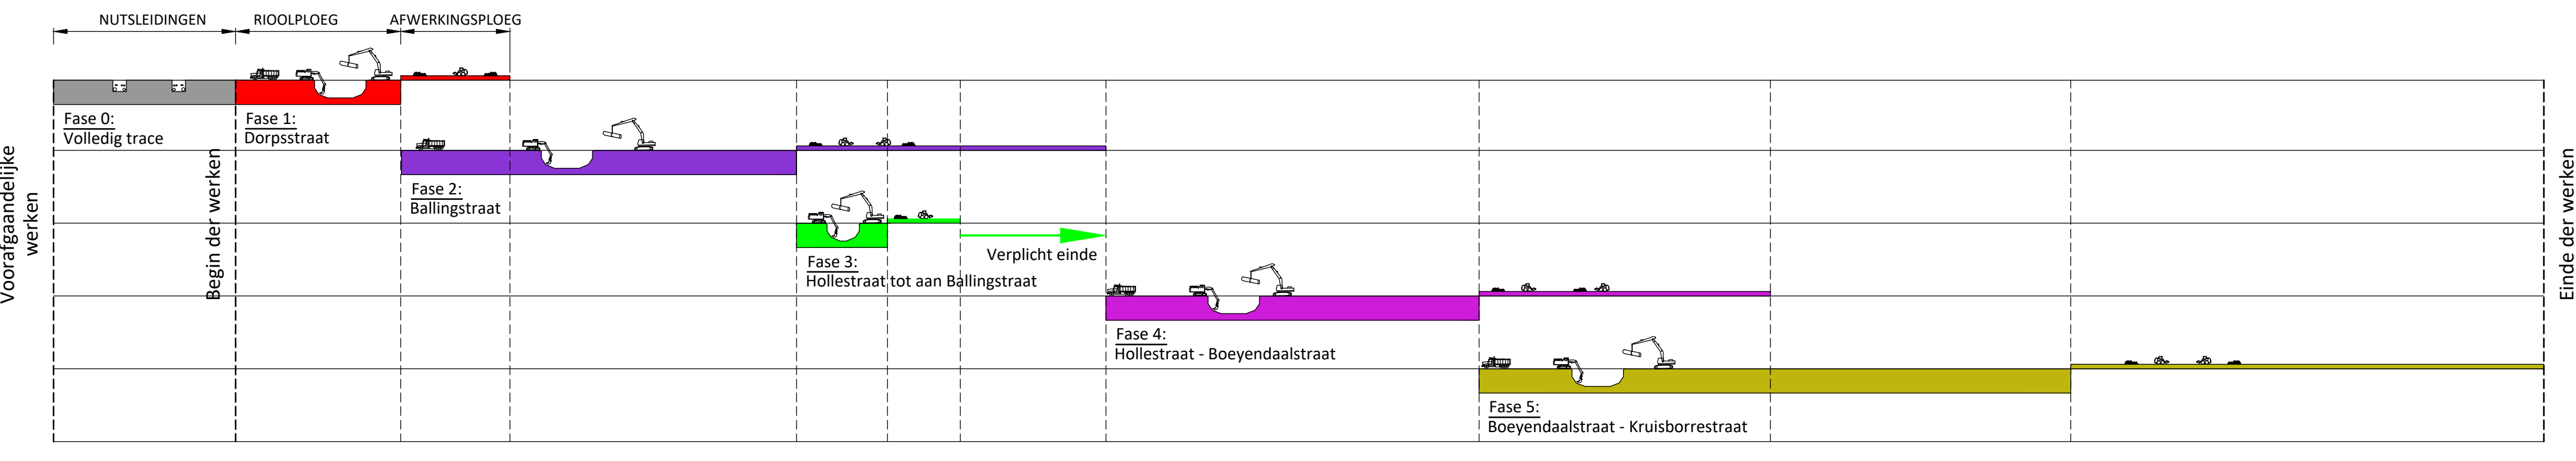 NUTSLEIDINGEN
RIOOLPLOEG
AFWERKINGSPLOEG
Voorafgaandelijke
werken
Begin der werken
Fase 0:
Volledig trace
Fase 1:
Dorpsstraat
Fase 2:
Ballingstraat
Fase 3:
Hollestraat tot aan Ballingstraat
Verplicht einde
Fase 4:
Hollestraat - Boeyendaalstraat
Fase 5:
Boeyendaalstraat - Kruisborrestraat
Einde der werken